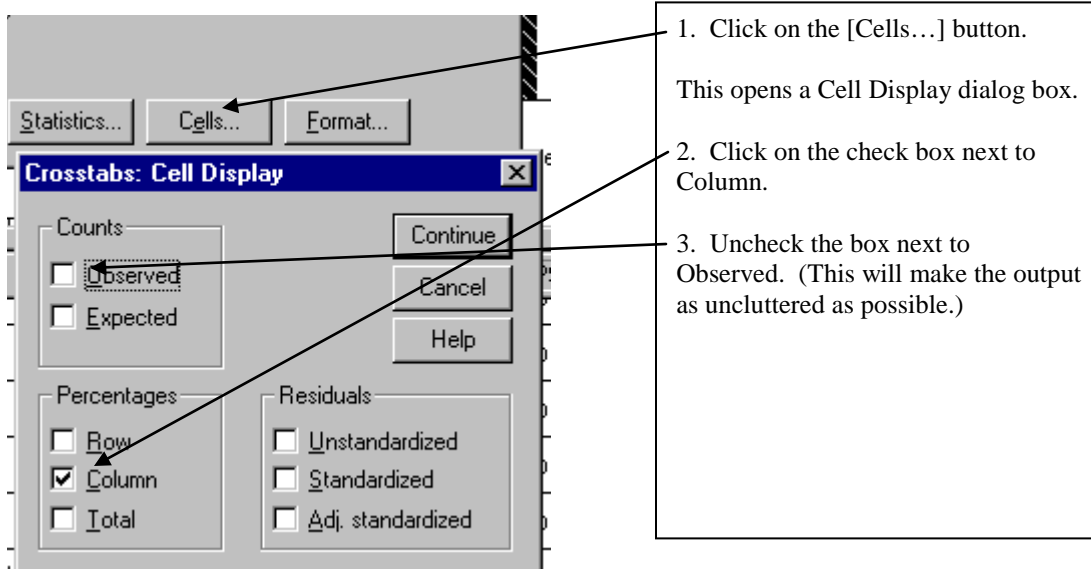 Statistics...
Cells...
Format...
Crosstabs: Cell Display
Counts
Observed
Expected
Continue
Cancel
Help
Percentages
Row
Column
Total
Residuals
Unstandardized
Standardized
Adj. standardized
1. Click on the [Cells…] button.
This opens a Cell Display dialog box.
2. Click on the check box next to
Column.
3. Uncheck the box next to
Observed. (This will make the output
as uncluttered as possible.)